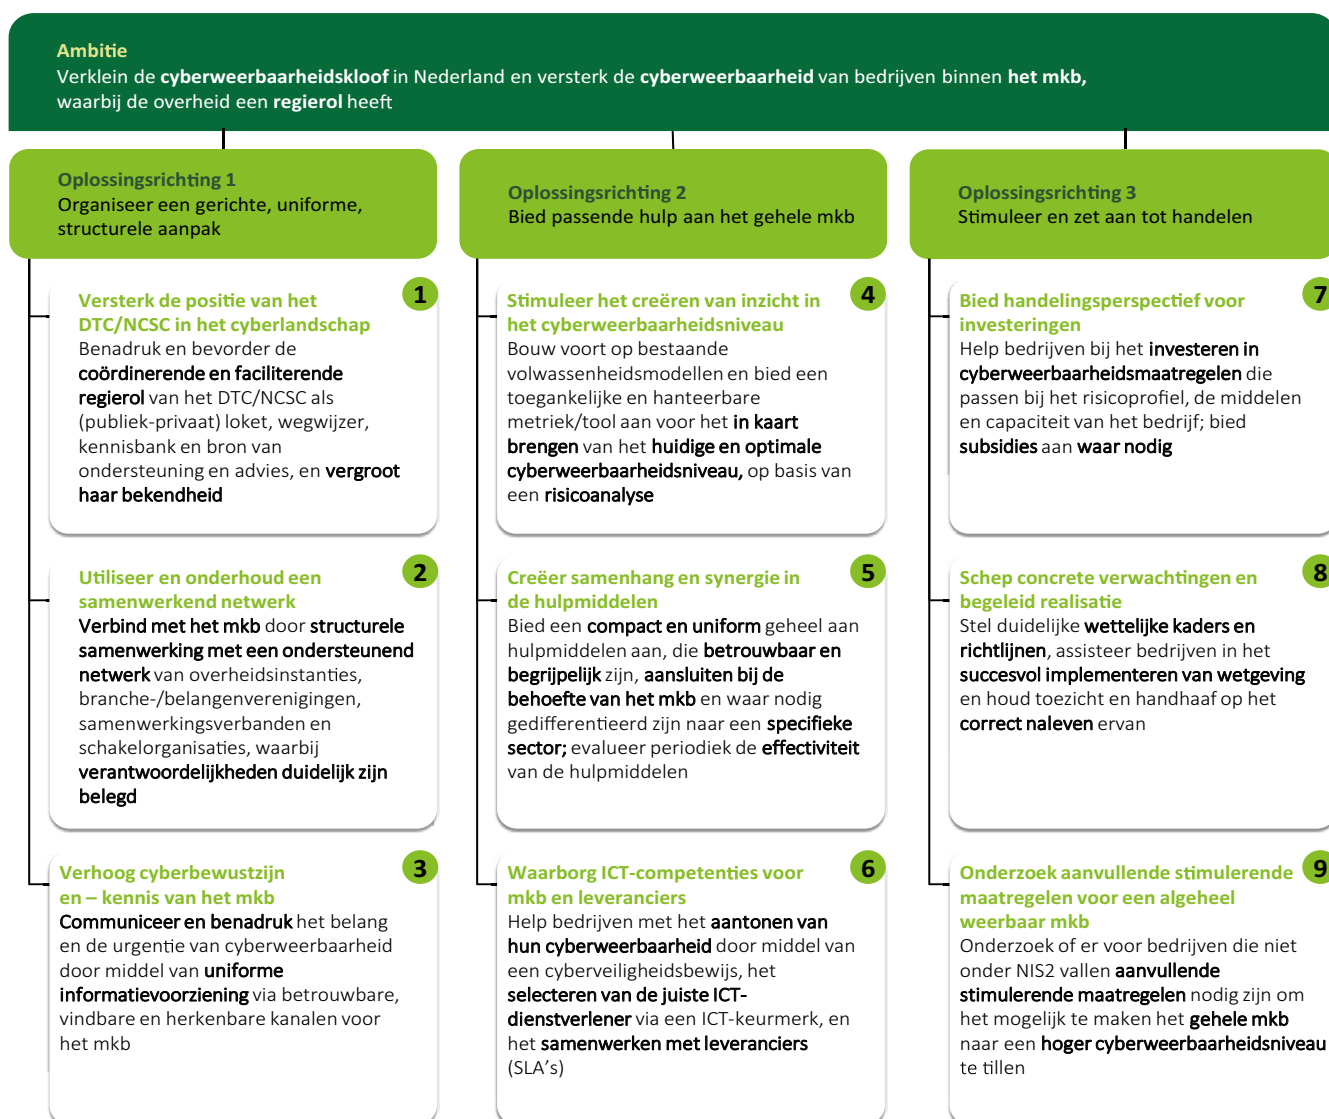 Ambitie
Verklein de cyberweerbaarheidskloof in Nederland en versterk de cyberweerbaarheid van bedrijven binnen het mkb,
waarbij de overheid een regierol heeft
Oplossingsrichting 1
Organiseer een gerichte, uniforme,
structurele aanpak
1
Versterk de positie van het
DTC/NCSC in het cyberlandschap
Benadruk en bevorder de
coördinerende en faciliterende
regierol van het DTC/NCSC als
(publiek-privaat) loket, wegwijzer,
kennisbank en bron van
ondersteuning en advies, en vergroot
haar bekendheid
2
Utiliseer en onderhoud een
samenwerkend netwerk
Verbind met het mkb door structurele
samenwerking met een ondersteunend
netwerk van overheidsinstanties,
branche-/belangenverenigingen,
samenwerkingsverbanden en
schakelorganisaties, waarbij
verantwoordelijkheden duidelijk zijn
belegd
3
Verhoog cyberbewustzijn
en – kennis van het mkb
Communiceer en benadruk het belang
en de urgentie van cyberweerbaarheid
door middel van uniforme
informatievoorziening via betrouwbare,
vindbare en herkenbare kanalen voor
het mkb
Oplossingsrichting 2
Bied passende hulp aan het gehele mkb
4
Stimuleer het creëren van inzicht in
het cyberweerbaarheidsniveau
Bouw voort op bestaande
volwassenheidsmodellen en bied een
toegankelijke en hanteerbare
metriek/tool aan voor het in kaart
brengen van het huidige en optimale
cyberweerbaarheidsniveau, op basis van
een risicoanalyse
5
Creëer samenhang en synergie in
de hulpmiddelen
Bied een compact en uniform geheel aan
hulpmiddelen aan, die betrouwbaar en
begrijpelijk zijn, aansluiten bij de
behoefte van het mkb en waar nodig
gedifferentieerd zijn naar een specifieke
sector; evalueer periodiek de effectiviteit
van de hulpmiddelen
6
Waarborg ICT-competenties voor
mkb en leveranciers
Help bedrijven met het aantonen van
hun cyberweerbaarheid door middel van
een cyberveiligheidsbewijs, het
selecteren van de juiste ICT-
dienstverlener via een ICT-keurmerk, en
het samenwerken met leveranciers
(SLA’s)
Oplossingsrichting 3
Stimuleer en zet aan tot handelen
7
Bied handelingsperspectief voor
investeringen
Help bedrijven bij het investeren in
cyberweerbaarheidsmaatregelen die
passen bij het risicoprofiel, de middelen
en capaciteit van het bedrijf; bied
subsidies aan waar nodig
8
Schep concrete verwachtingen en
begeleid realisatie
Stel duidelijke wettelijke kaders en
richtlijnen, assisteer bedrijven in het
succesvol implementeren van wetgeving
en houd toezicht en handhaaf op het
correct naleven ervan
9
Onderzoek aanvullende stimulerende
maatregelen voor een algeheel
weerbaar mkb
Onderzoek of er voor bedrijven die niet
onder NIS2 vallen aanvullende
stimulerende maatregelen nodig zijn om
het mogelijk te maken het gehele mkb
naar een hoger cyberweerbaarheidsniveau
te tillen